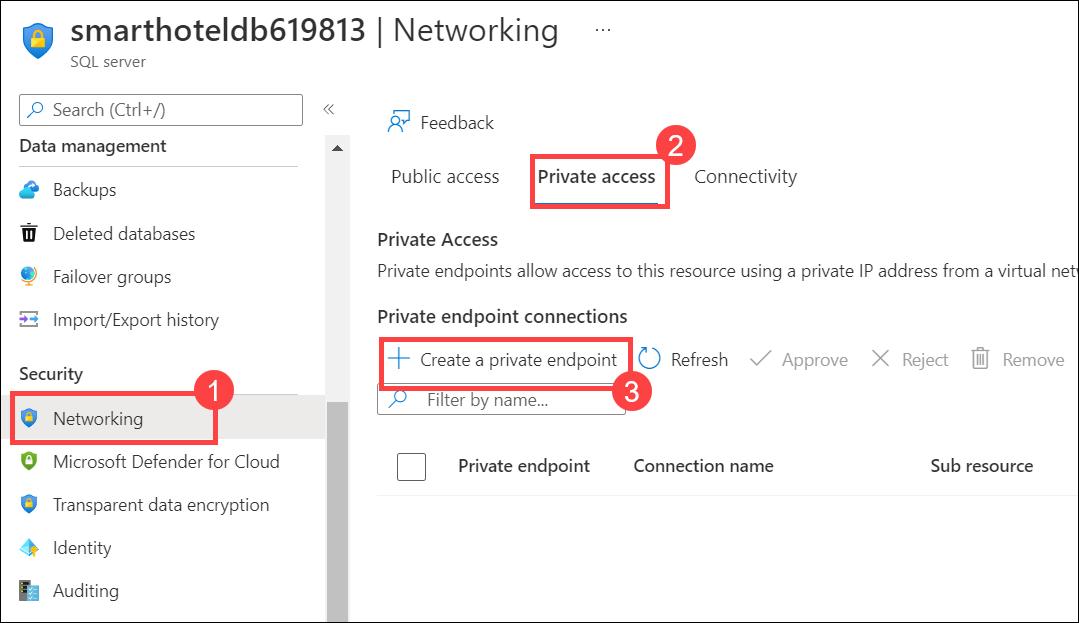 smarthoteldb619813 | Networking ...
SQL server
Search (Ctrl+/)
«
Data management
Backups
Deleted databases
Failover groups
Import/Export history
Security
1
Networking
Microsoft Defender for Cloud
Transparent data encryption
Identity
Auditing
Feedback
2
Public access Private access Connectivity
Private Access
Private endpoints allow access to this resource using a private IP address from a virtual net
Private endpoint connections
Create a private endpoint Refresh Approve Reject Remove
3
Filter by name...
Private endpoint Connection name Sub resource